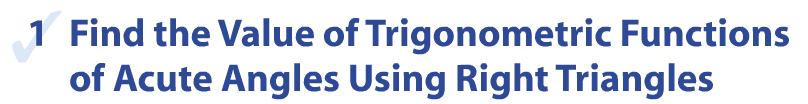 1 Find the Value of Trigonometric Functions
of Acute Angles Using Right Triangles